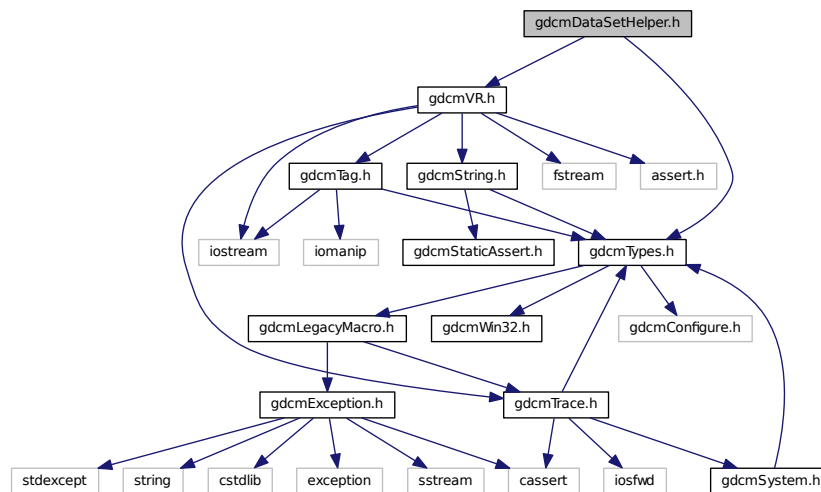 gdcmDataSetHelper.h
gdcmVR.h
gdcmTag.h
gdcmString.h
fstream
assert.h
iostream
iomanip
gdcmStaticAssert.h
gdcmTypes.h
gdcmLegacyMacro.h
gdcmWin32.h
gdcmConfigure.h
gdcmException.h
gdcmTrace.h
stdexcept
string
cstdlib
exception
sstream
cassert
iosfwd
gdcmSystem.h